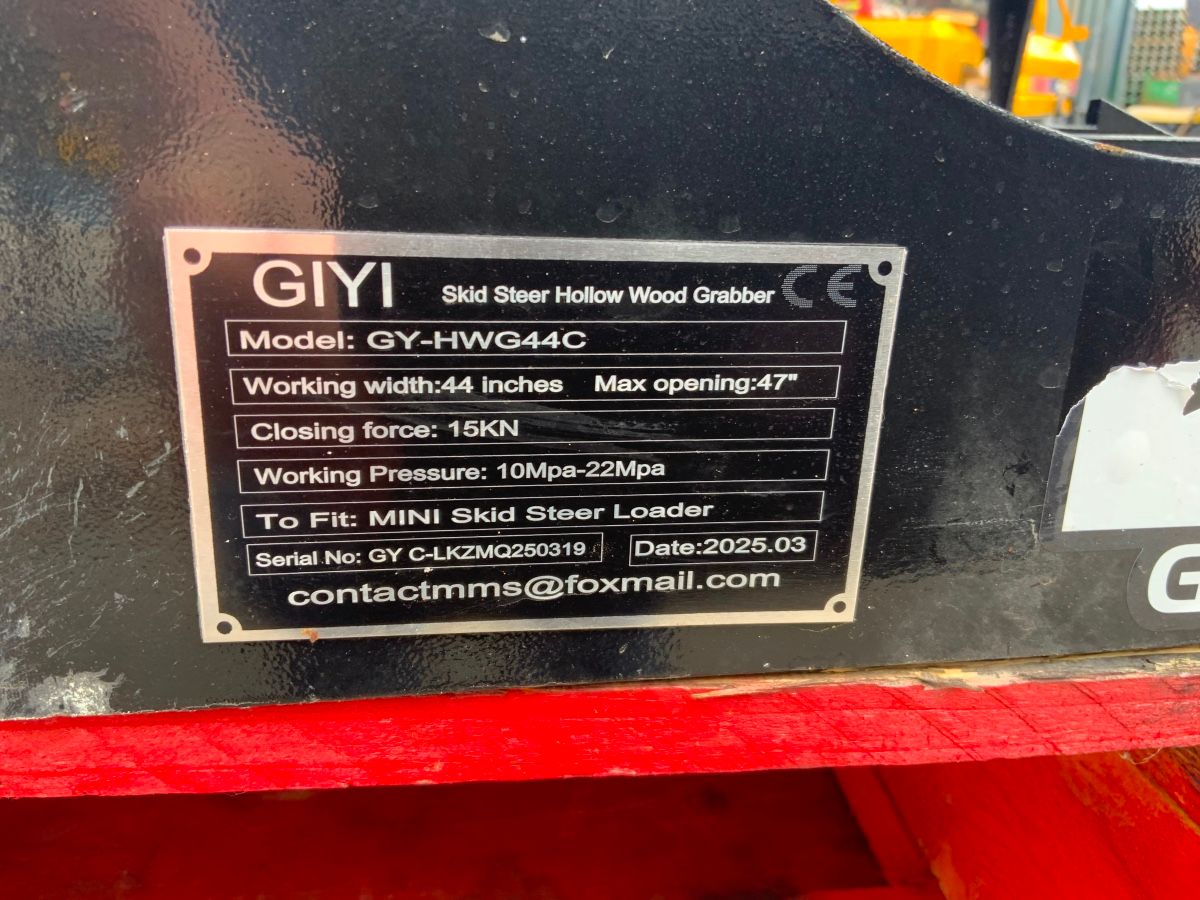 GIYI Skid Steer Hollow Wood Grabber CE
Model: GY-HWG44C
Working width:44 inches Max opening:47"
Closing force: 15KN
Working Pressure: 10Mpa-22Mpa
To Fit: MINI Skid Steer Loader
Serial No: GY C-LKZMQ250319 Date:2025.03
contactmms@foxmail.com
G